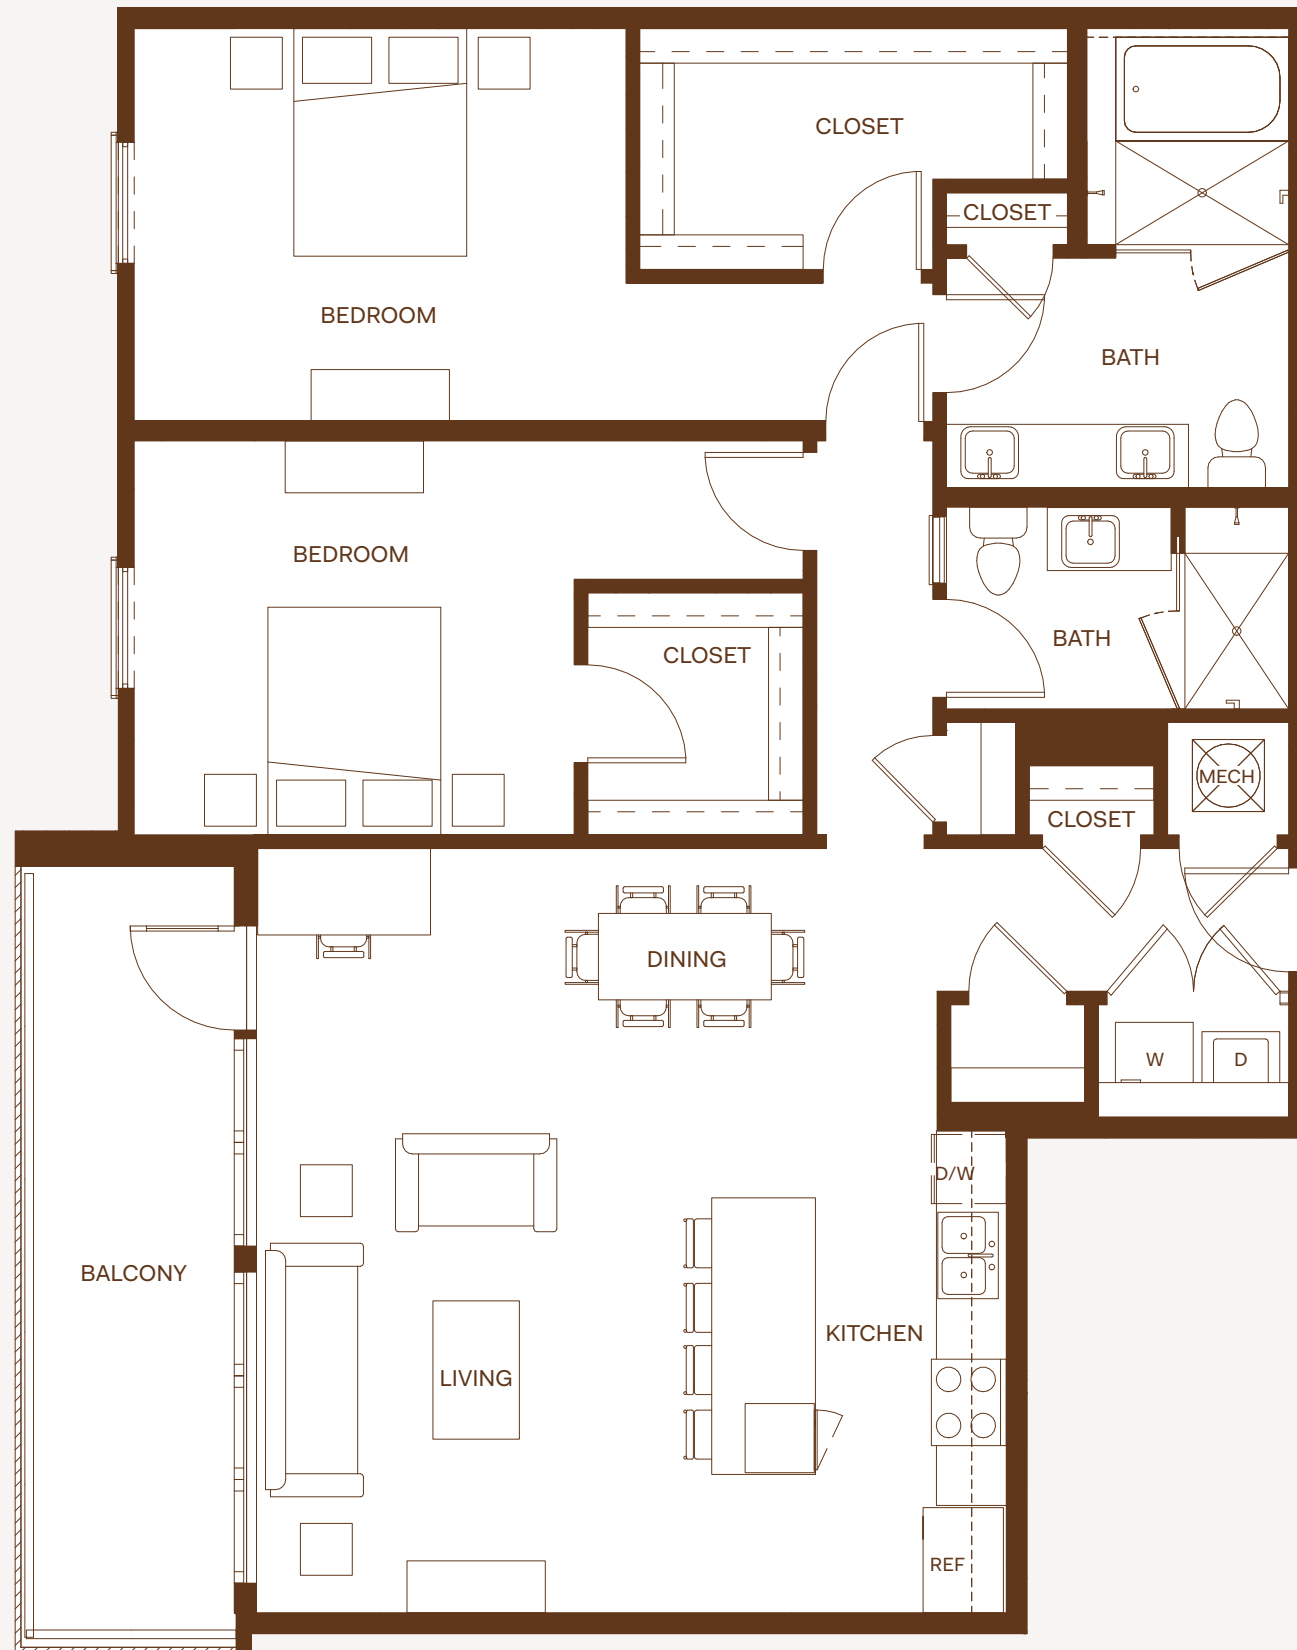 CLOSET
CLOSET
BEDROOM
BATH
BEDROOM
BATH
CLOSET
MECH
CLOSET
DINING
W
D
D/W
BALCONY
KITCHEN
LIVING
REF